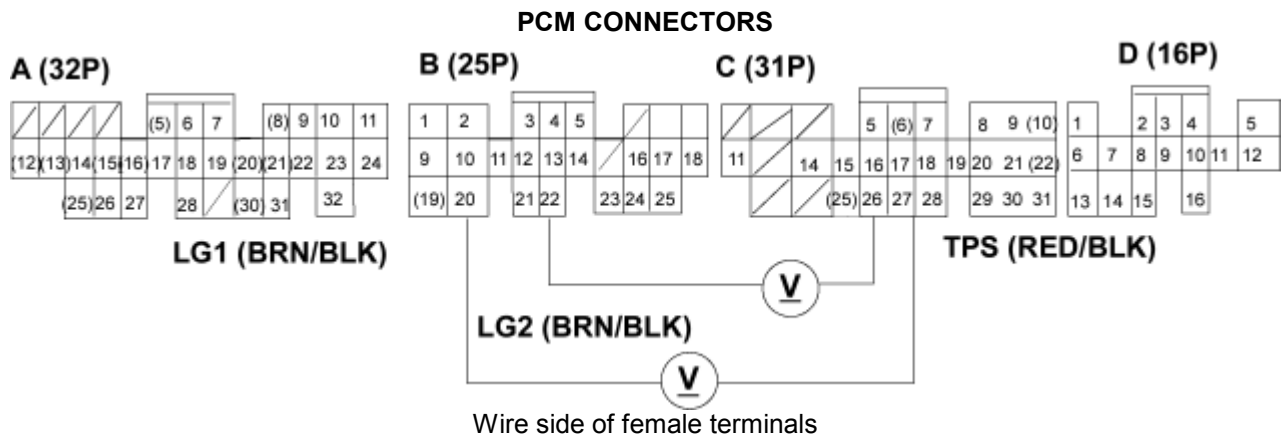 PCM CONNECTORS
A (32P) B (25P) C (31P) D (16P)
(5) 6 7 (8) 9 10 11 1 2 3 4 5 5 (6) 7 8 9 (10) 1 2 3 4 5
(12) (13) 14 (15) (16) 17 18 19 (20) (21) 22 23 24 9 10 11 12 13 14 16 17 18 11 14 15 16 17 18 19 20 21 (22) 6 7 8 9 10 11 12
(25) 26 27 28 (30) 31 32 (19) 20 21 22 23 24 25 (25) 26 27 28 29 30 31 13 14 15 16
LG1 (BRN/BLK) TPS (RED/BLK)
V
LG2 (BRN/BLK)
V
Wire side of female terminals